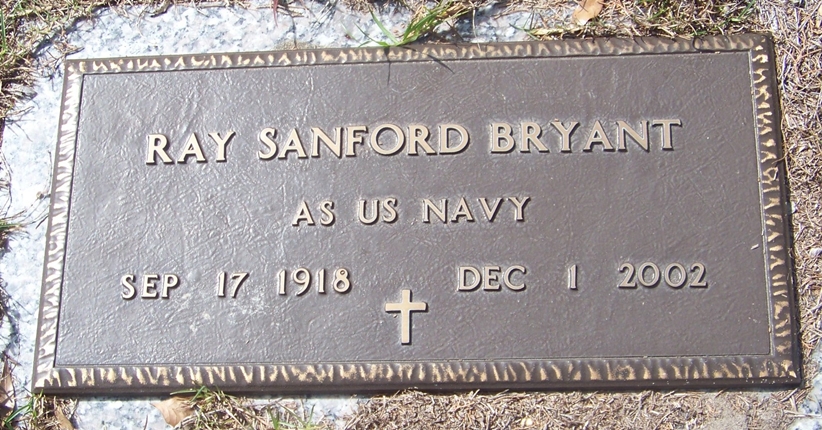 RAY SANFORD BRYANT
AS US NAVY
SEP 17 1918 DEC 1 2002